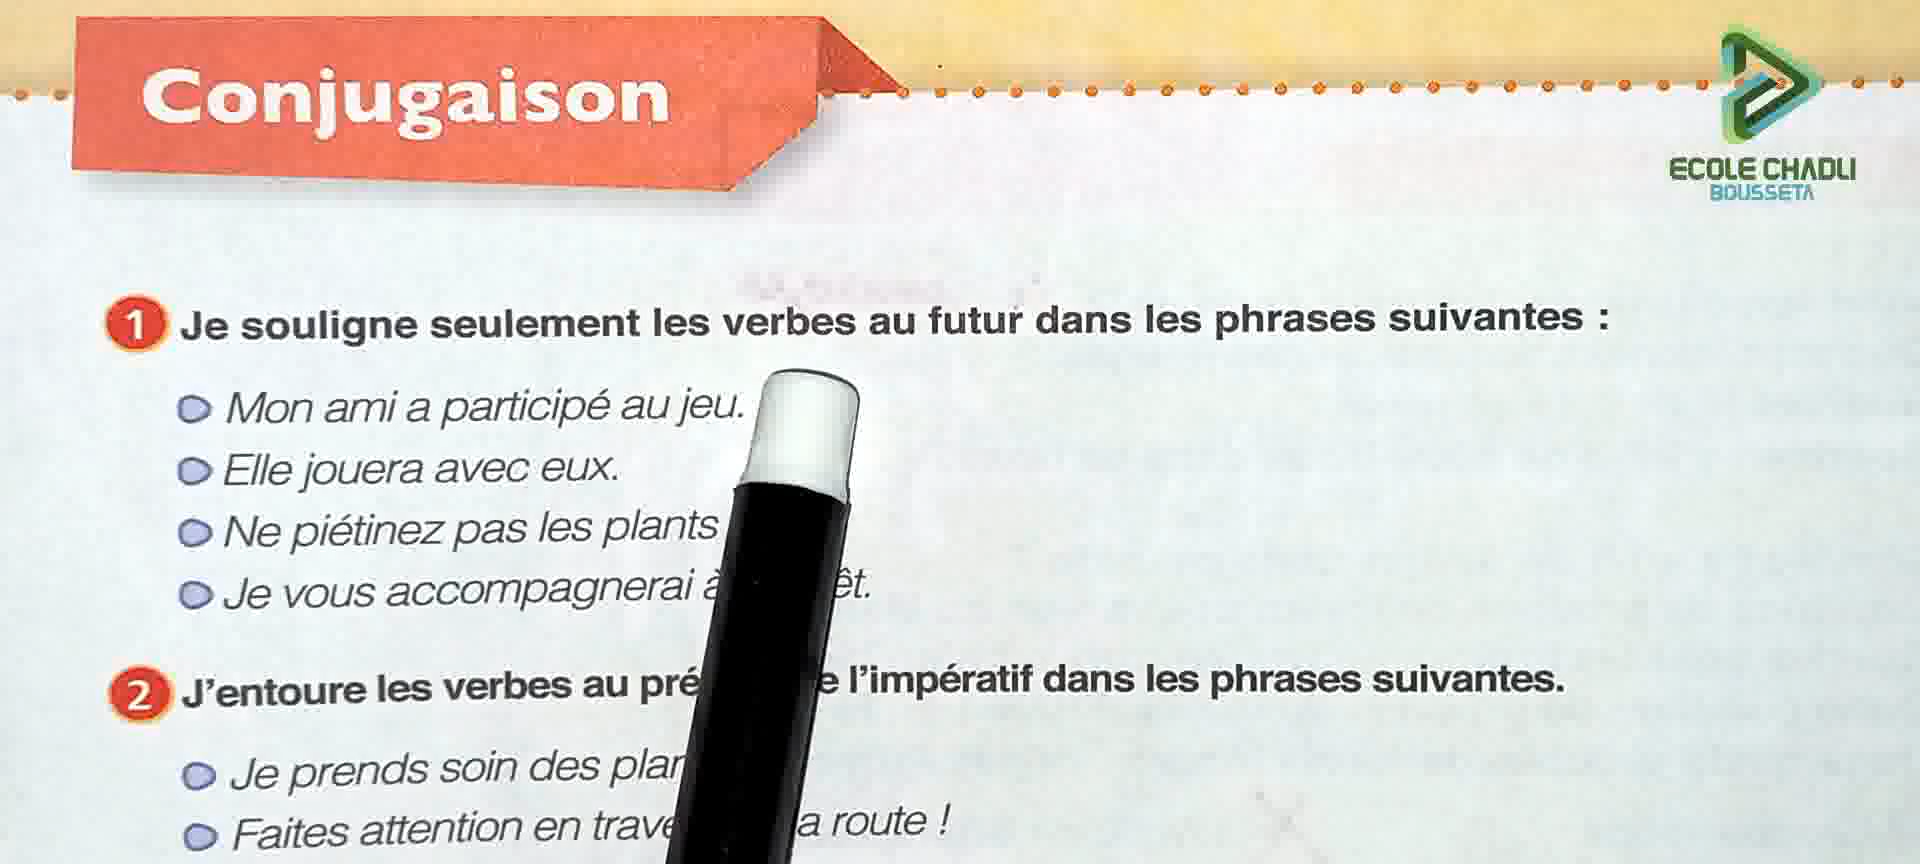 Conjugaison
ECOLE CHADLI
BOUSSETA
1 Je souligne seulement les verbes au futur dans les phrases suivantes :
Mon ami a participé au jeu.
Elle jouera avec eux.
Ne piétinez pas les plants
Je vous accompagnerai
2 J'entoure les verbes au l'impératif dans les phrases suivantes.
Je prends soin des
Faites attention en route !